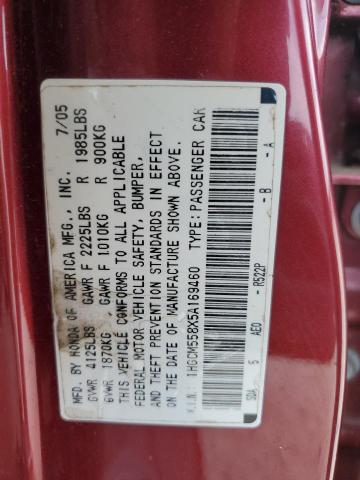 MFD. BY HONDA OF AMERICA MFG., INC. 7/05
GVWR 4125LBS GAWR F 2225LBS R 1985LBS
GVWR 1870KG GAWR F 1010KG R 900KG
THIS VEHICLE CONFORMS TO ALL APPLICABLE
FEDERAL MOTOR VEHICLE SAFETY, BUMPER,
AND THEFT PREVENTION STANDARDS IN EFFECT
ON THE DATE OF MANUFACTURE SHOWN ABOVE.
V.I.N.: 1HGCM558X5A169460 TYPE: PASSENGER CAR
SDA 5 AE0 R522P - B - A